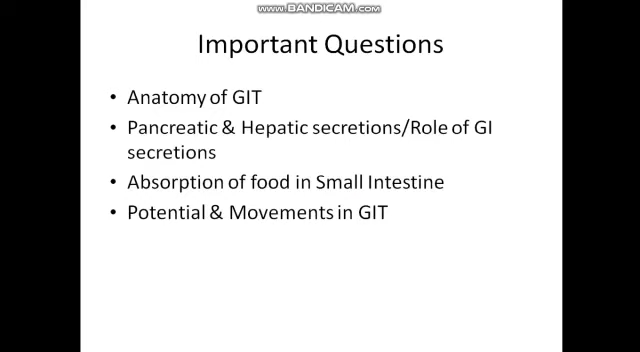 WWW.BANDICAM.COM
Important Questions
• Anatomy of GIT
• Pancreatic & Hepatic secretions/Role of GI
secretions
• Absorption of food in Small Intestine
• Potential & Movements in GIT